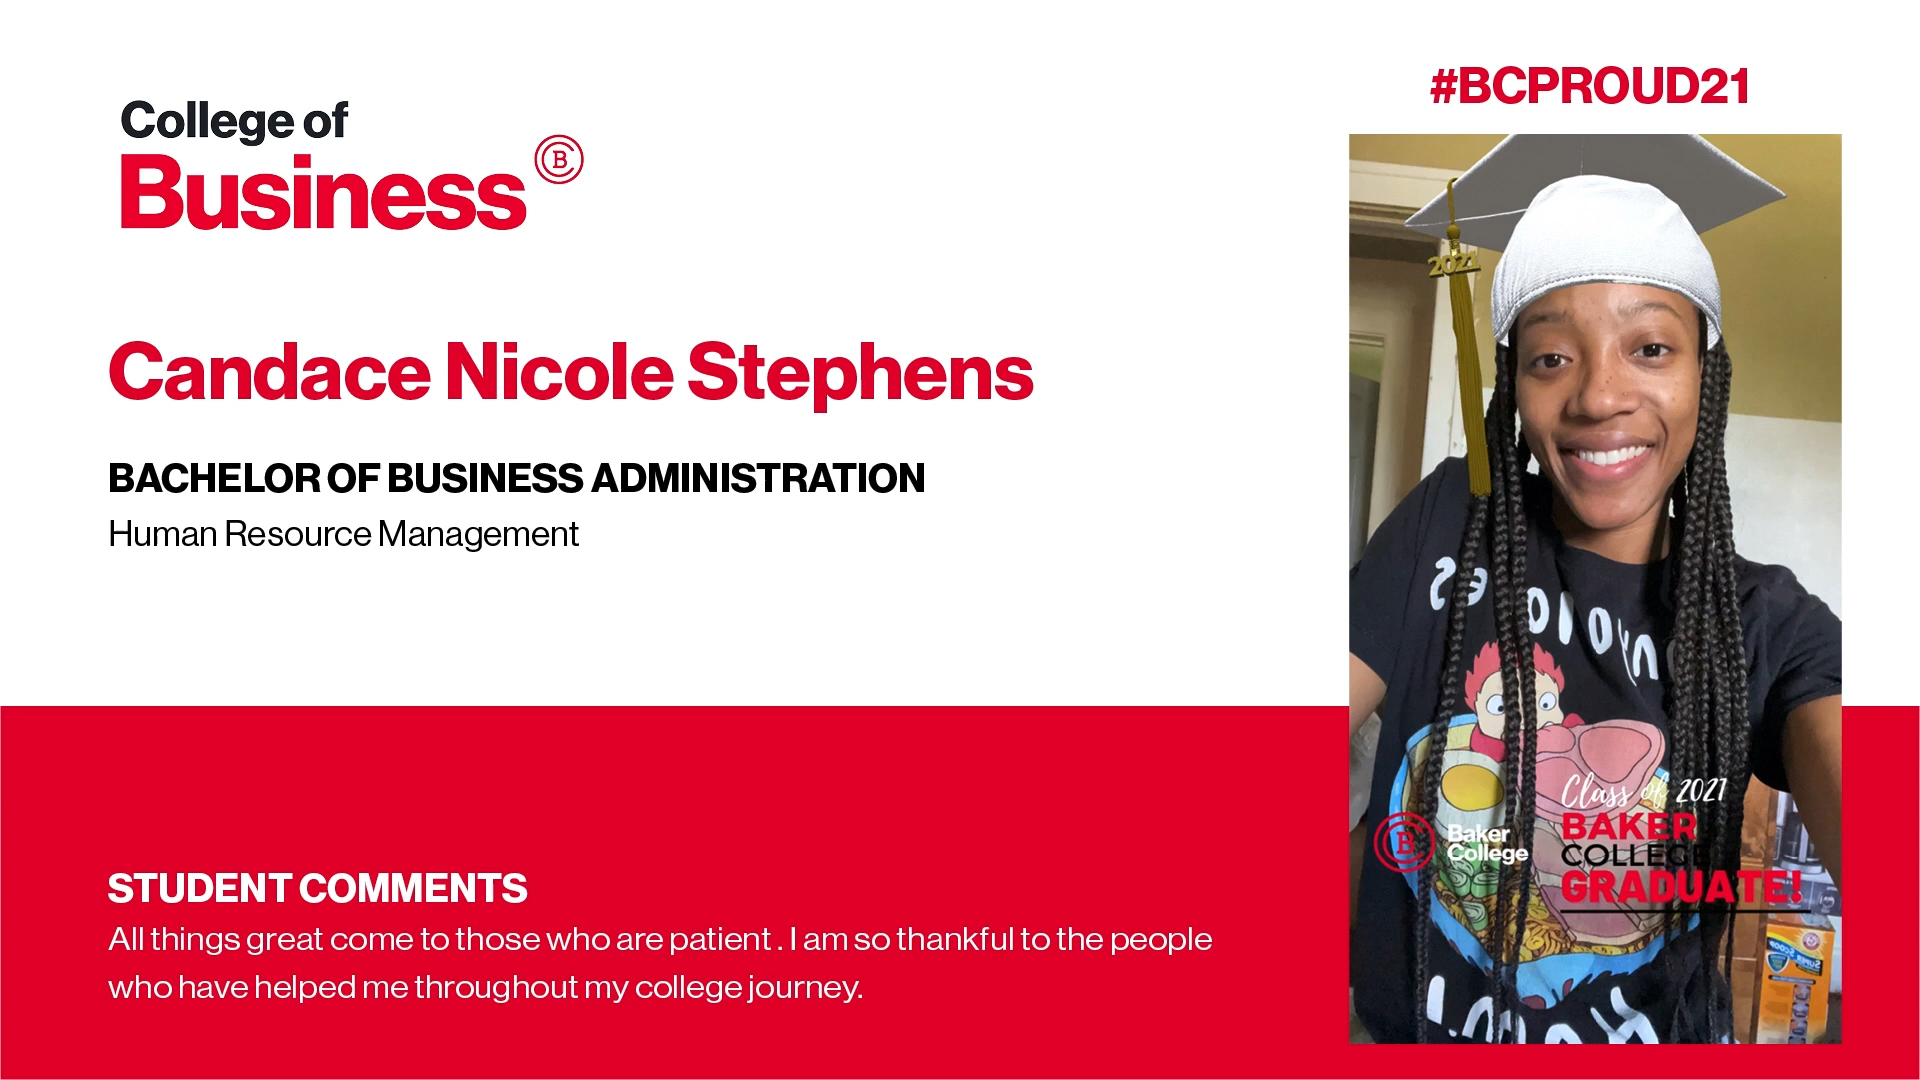 College of
Business
B
#BCPROUD21
Candace Nicole Stephens
BACHELOR OF BUSINESS ADMINISTRATION
Human Resource Management
2021
Class of 2021
BAKER
COLLEGE
GRADUATE!
B
Baker
College
SUPER
SCOOP
STUDENT COMMENTS
All things great come to those who are patient . I am so thankful to the people
who have helped me throughout my college journey.